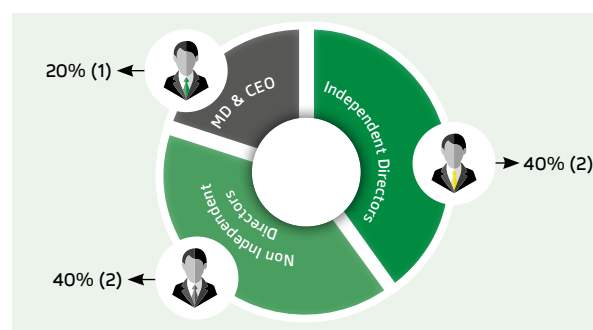 20% (1)
MD & CEO
Independent Directors
40% (2)
Non Independent
Directors
40% (2)